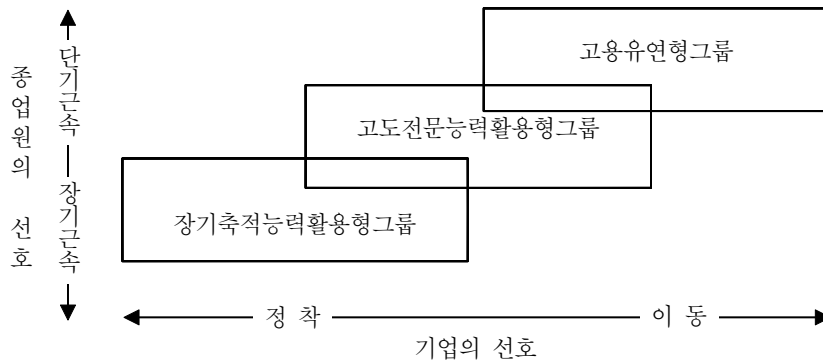 고용유연형그룹
고도전문능력활용형그룹
장기축적능력활용형그룹
종업원의 선호
단기근속 — 장기근속
정 착
이 동
기업의 선호